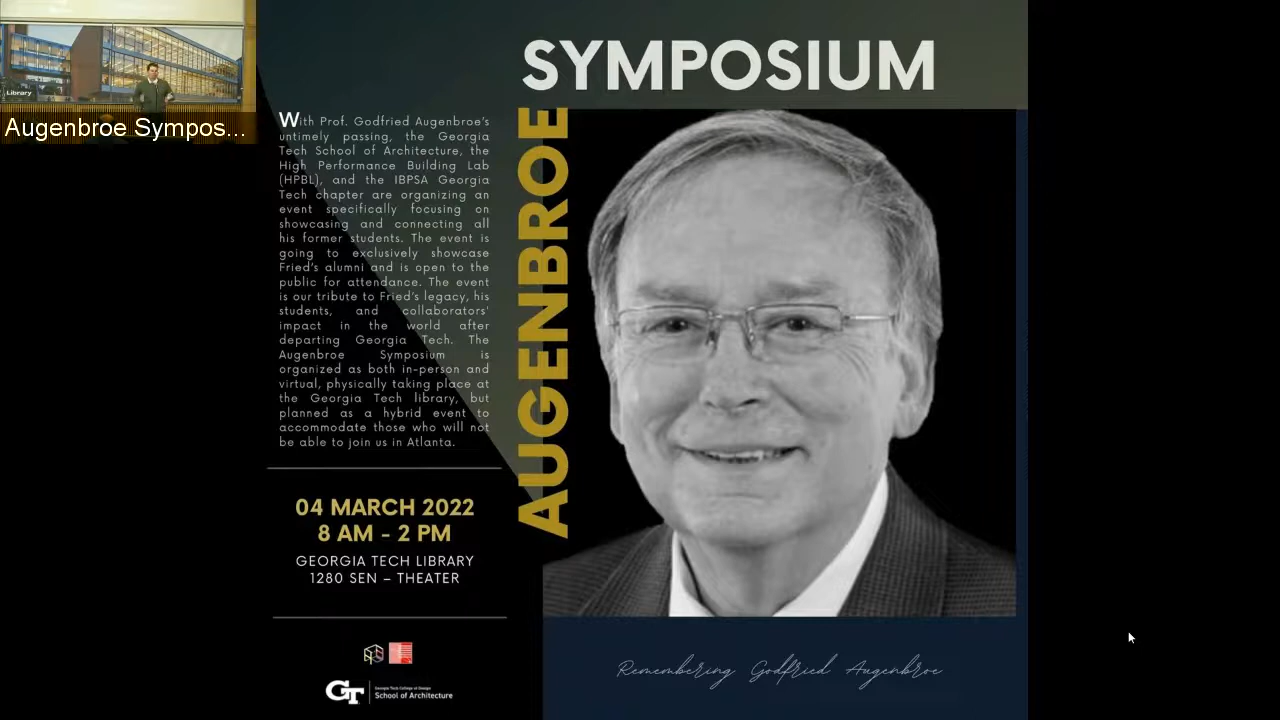 Library
Augenbroe Sympos...
SYMPOSIUM
AUGENBROE
With Prof. Godfried Augenbroe's
untimely passing, the Georgia
Tech School of Architecture, the
High Performance Building Lab
(HPBL), and the IBPSA Georgia
Tech chapter are organizing an
event specifically focusing on
showcasing and connecting all
his former students. The event is
going to exclusively showcase
Fried's alumni and is open to the
public for attendance. The event
is our tribute to Fried's legacy, his
students, and collaborators'
impact in the world after
departing Georgia Tech. The
Augenbroe Symposium is
organized as both in-person and
virtual, physically taking place at
the Georgia Tech library, but
planned as a hybrid event to
accommodate those who will not
be able to join us in Atlanta.
04 MARCH 2022
8 AM - 2 PM
GEORGIA TECH LIBRARY
1280 SEN – THEATER
GT
Georgia Tech College of Design
School of Architecture
Remembering Godfried Augenbroe